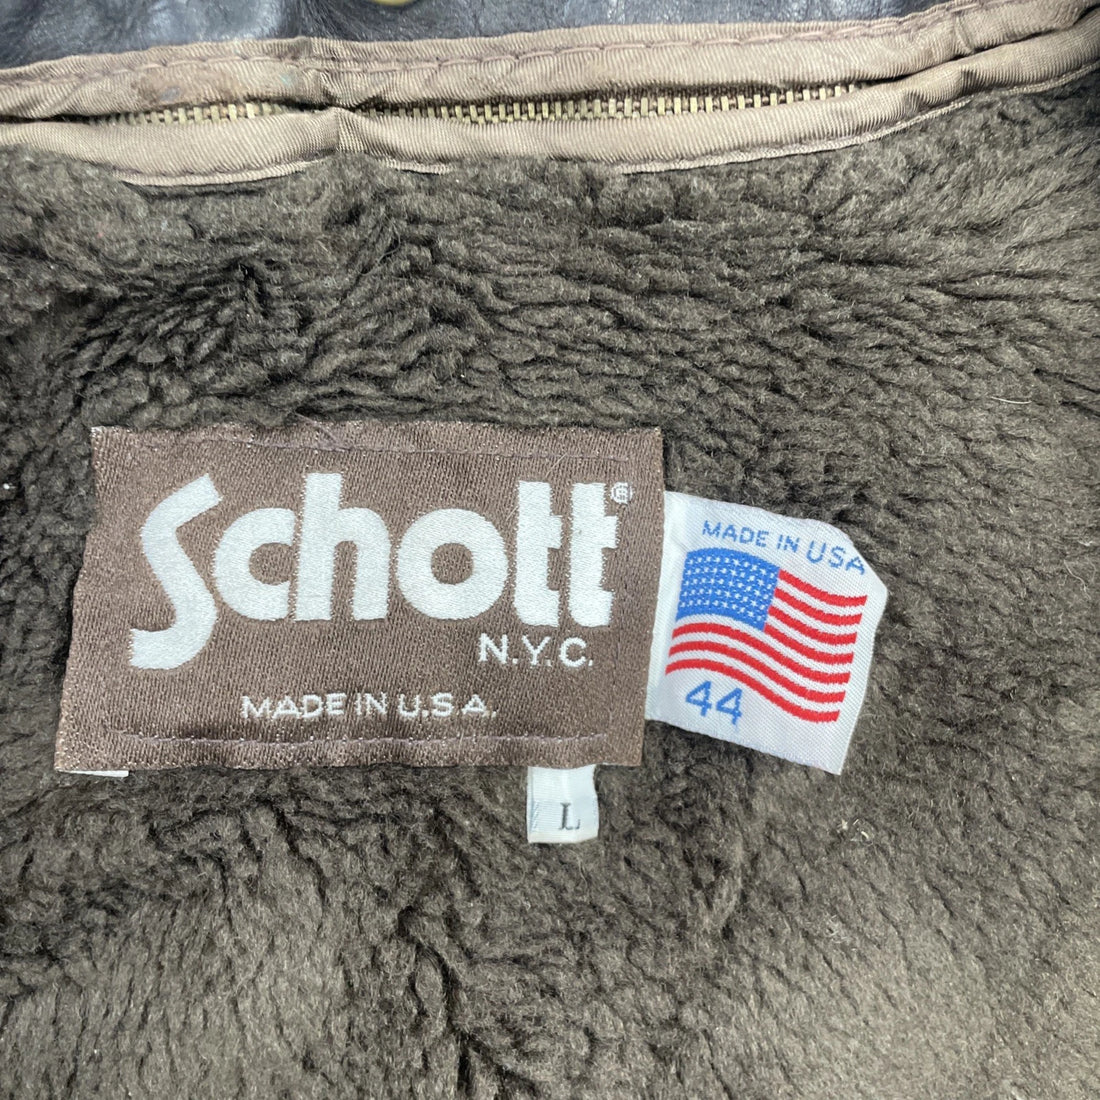 Schott®
N.Y.C.
MADE IN U.S.A.
MADE IN USA
44
L